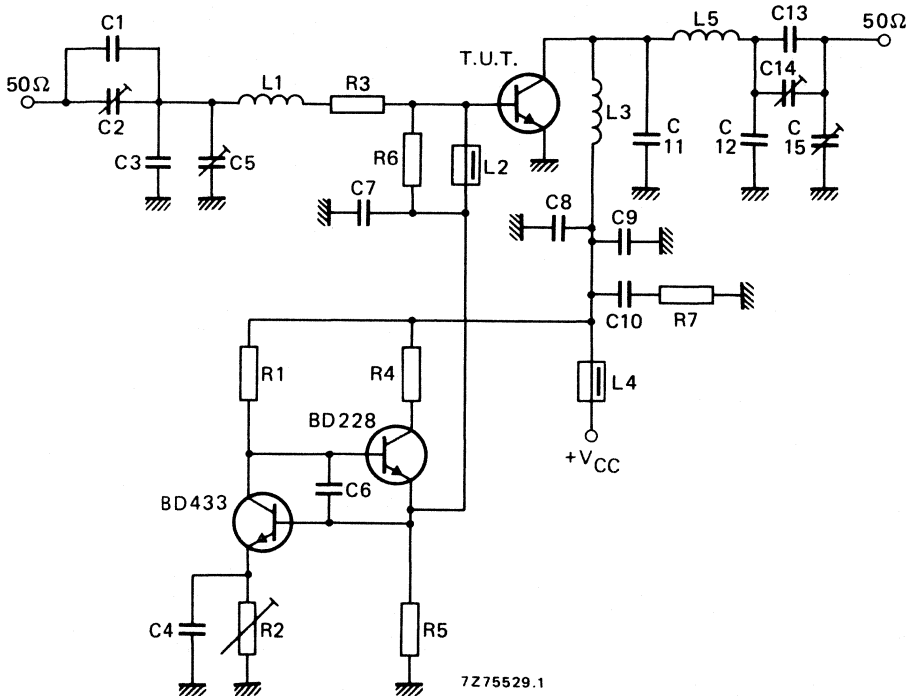 C1
50Ω
C2
C3
C5
L1
R3
T.U.T.
R6
L2
C7
L3
C
11
L5
C13
50Ω
C14
C
12
C
15
C8
C9
C10
R7
R1
R4
L4
+VCC
BD228
BD433
C6
C4
R2
R5
7Z75529.1